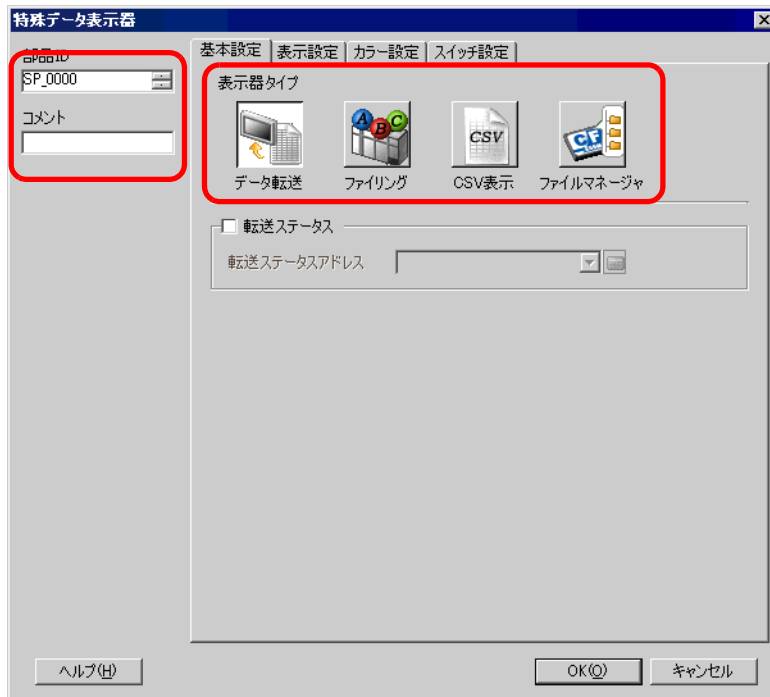 特殊データ表示器
部品ID
SP_0000
コメント
基本設定 表示設定 カラー設定 スイッチ設定
表示器タイプ
A B C CSV CF
データ転送 ファイリング CSV表示 ファイルマネージャ
転送ステータス
転送ステータスアドレス
ヘルプ(H) OK(O) キャンセル